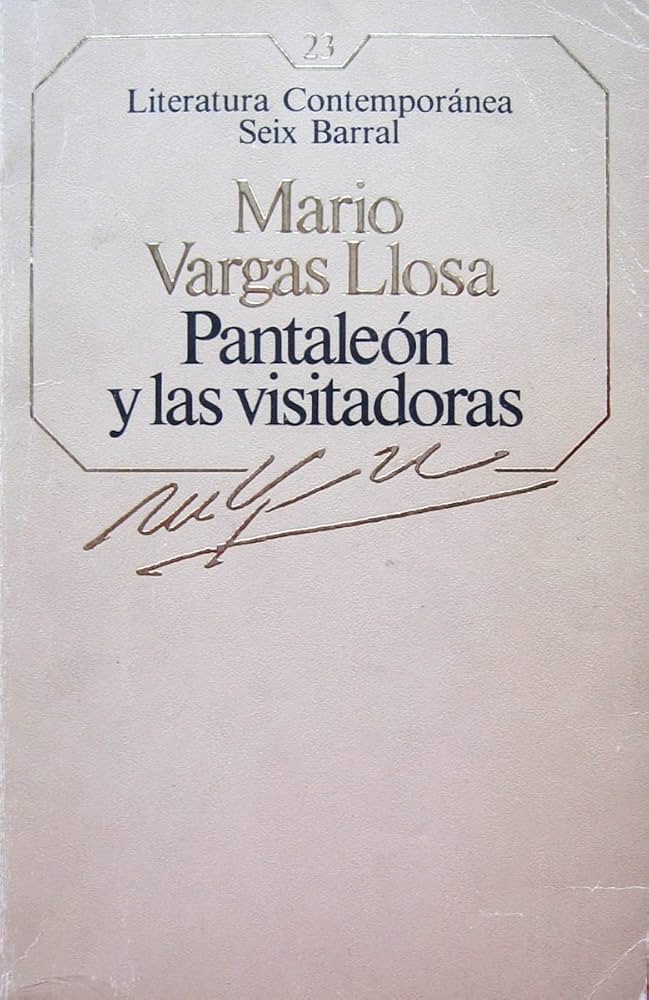 23
Literatura Contemporánea
Seix Barral
Mario
Vargas Llosa
Pantaleón
y las visitadoras